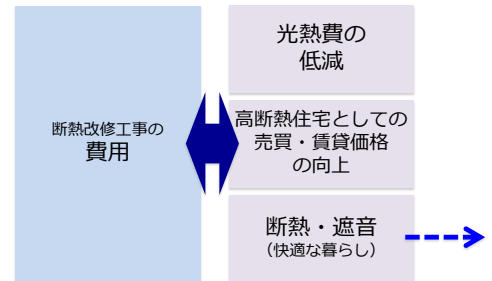 断熱改修工事の
費用
光熱費の
低減
高断熱住宅としての
売買・賃貸価格
の向上
断熱・遮音
（快適な暮らし）